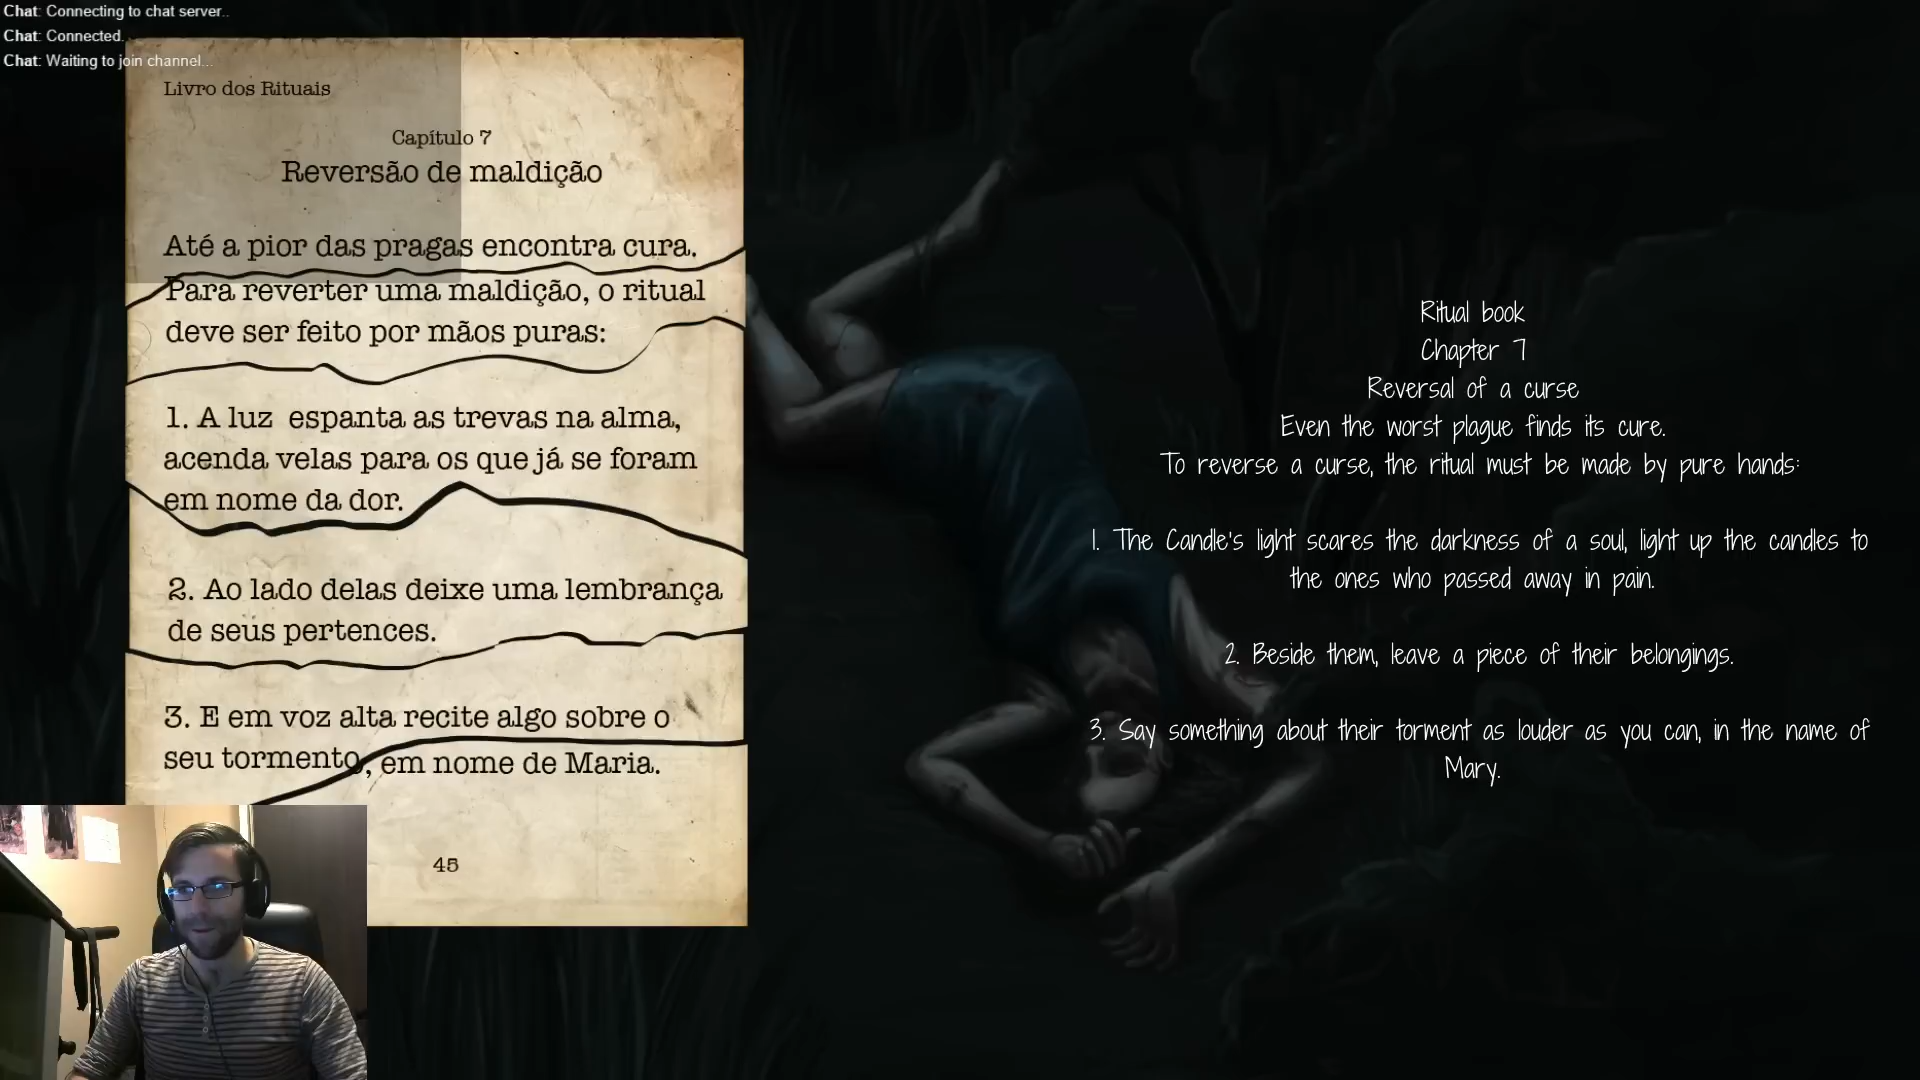 Chat: Connecting to chat server..
Chat: Connected.
Chat: Waiting to join channel...
Livro dos Rituais
Capítulo 7
Reversão de maldição
Até a pior das pragas encontra cura.
Para reverter uma maldição, o ritual
deve ser feito por mãos puras:
1. A luz espanta as trevas na alma,
acenda velas para os que já se foram
em nome da dor.
2. Ao lado delas deixe uma lembrança
de seus pertences.
3. E em voz alta recite algo sobre o
seu tormento, em nome de Maria.
45
Ritual book
Chapter 7
Reversal of a curse
Even the worst plague finds its cure.
To reverse a curse, the ritual must be made by pure hands:
1. The Candle's light scares the darkness of a soul, light up the candles to
the ones who passed away in pain.
2. Beside them, leave a piece of their belongings.
3. Say something about their torment as louder as you can, in the name of
Mary.